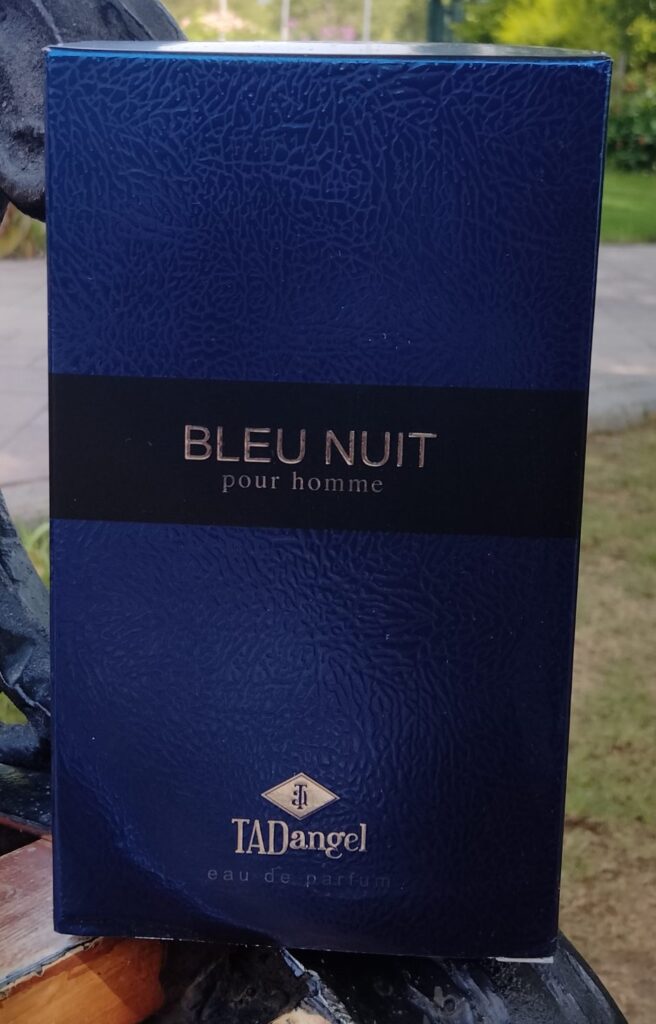 BLEU NUIT
pour homme
TADangel
eau de parfum